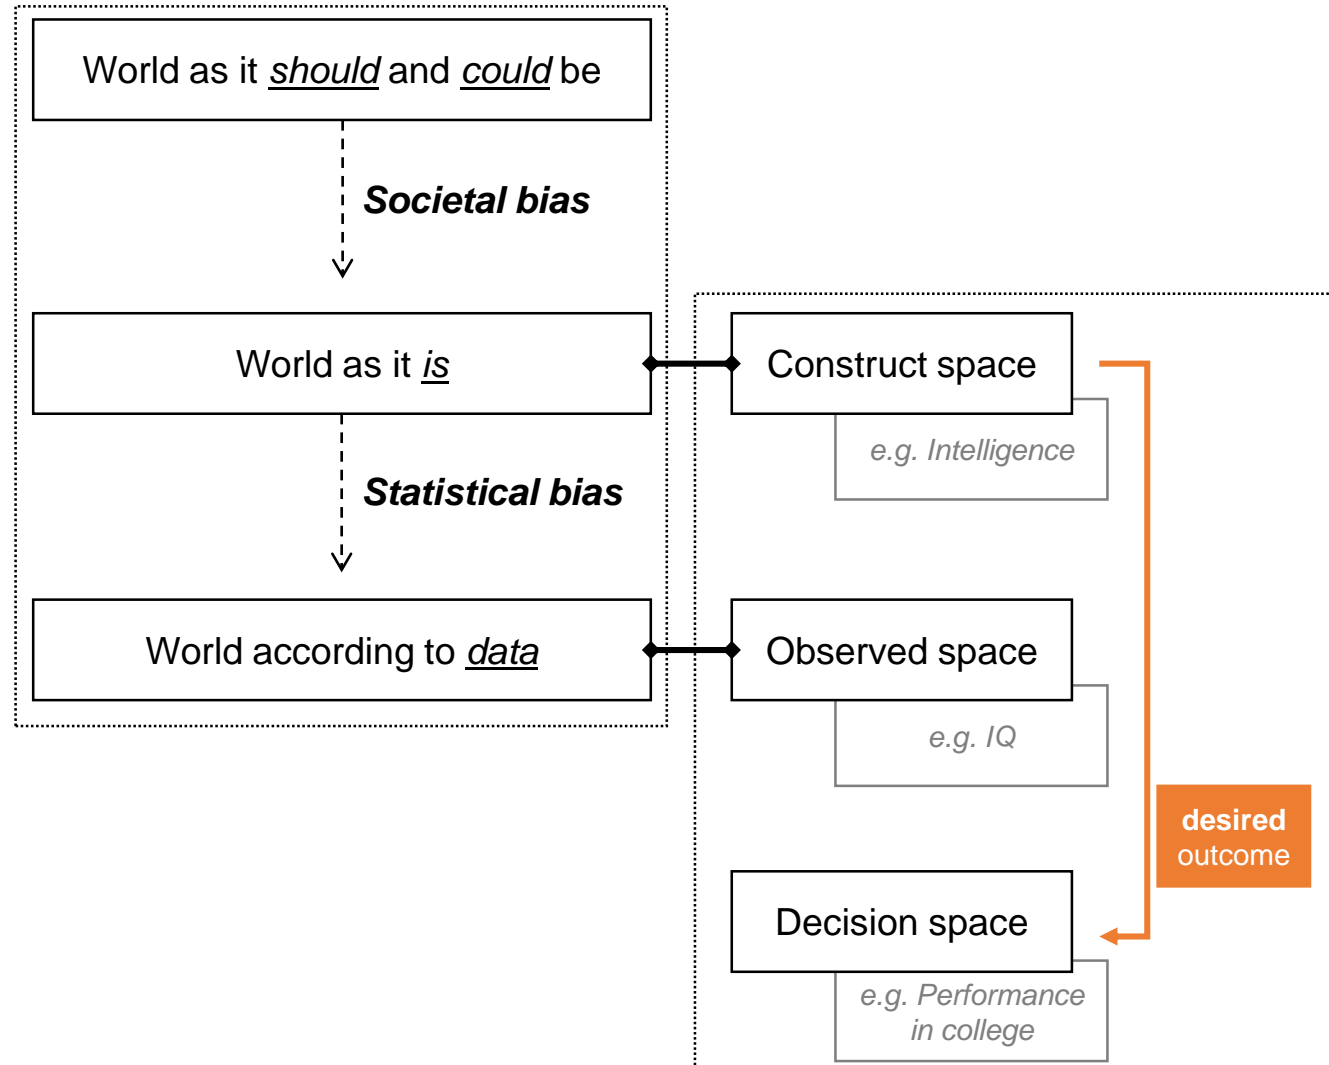 World as it should and could be
Societal bias
World as it is
Statistical bias
World according to data
Construct space
e.g. Intelligence
Observed space
e.g. IQ
desired
outcome
Decision space
e.g. Performance
in college